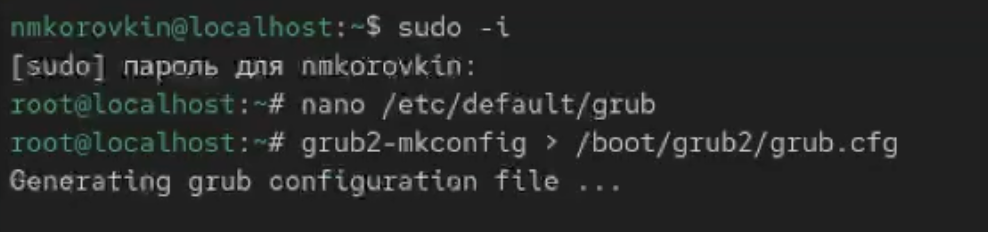 nmkorovkin@localhost:~$ sudo -i
[sudo] пароль для nmkorovkin:
root@localhost:~# nano /etc/default/grub
root@localhost:~# grub2-mkconfig > /boot/grub2/grub.cfg
Generating grub configuration file ...